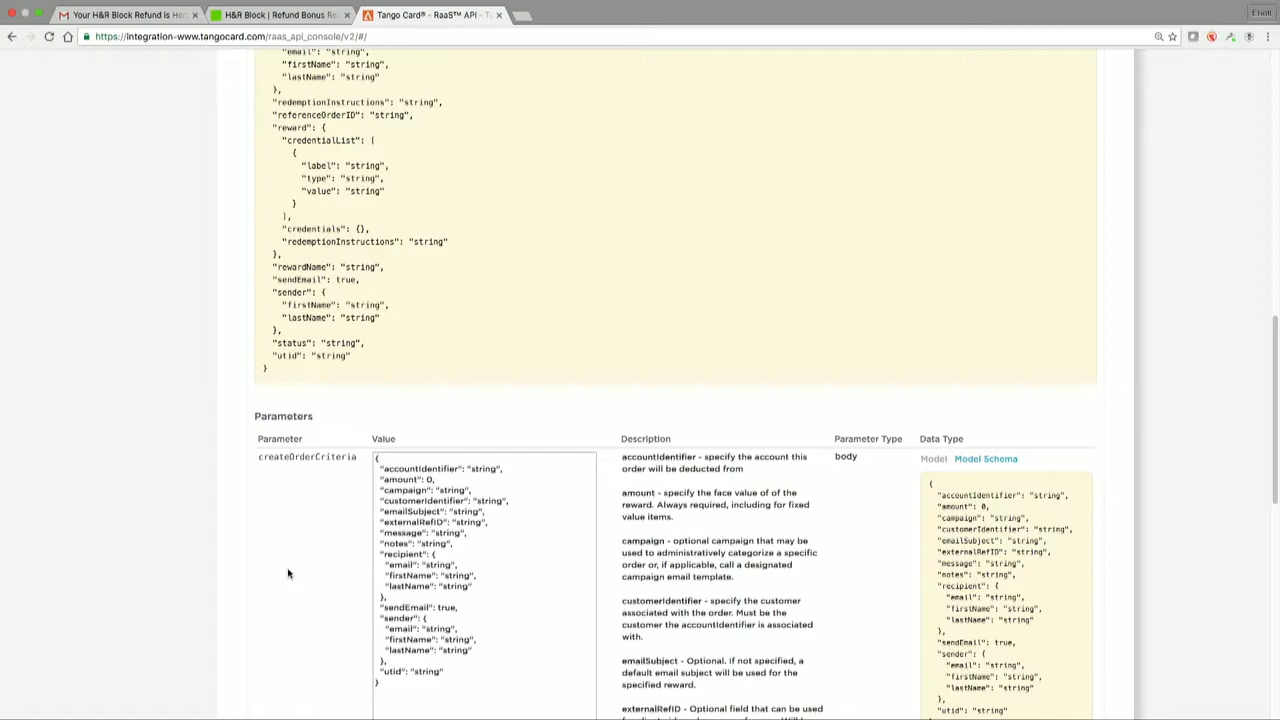 Your H&R Block Refund is Her
H&R Block | Refund Bonus Re
Tango Card® - RaaS™ API - T
Elliott
https://integration-www.tangocard.com/raas_api_console/v2/#/
"email": "string",
"firstName": "string",
"lastName": "string"
},
"redemptionInstructions": "string",
"referenceOrderID": "string",
"reward": {
"credentialList": [
{
"label": "string",
"type": "string",
"value": "string"
}
],
"credentials": {},
"redemptionInstructions": "string"
},
"rewardName": "string",
"sendEmail": true,
"sender": {
"firstName": "string",
"lastName": "string"
},
"status": "string",
"utid": "string"
}
Parameters
Parameter Value Description Parameter Type Data Type
createOrderCriteria
{
"accountIdentifier": "string",
"amount": 0,
"campaign": "string",
"customerIdentifier": "string",
"emailSubject": "string",
"externalRefID": "string",
"message": "string",
"notes": "string",
"recipient": {
"email": "string",
"firstName": "string",
"lastName": "string"
},
"sendEmail": true,
"sender": {
"email": "string",
"firstName": "string",
"lastName": "string"
},
"utid": "string"
}
accountIdentifier - specify the account this
order will be deducted from
amount - specify the face value of of the
reward. Always required, including for fixed
value items.
campaign - optional campaign that may be
used to administratively categorize a specific
order or, if applicable, call a designated
campaign email template.
customerIdentifier - specify the customer
associated with the order. Must be the
customer the accountIdentifier is associated
with.
emailSubject - Optional. If not specified, a
default email subject will be used for the
specified reward.
externalRefID - Optional field that can be used
body
Model Model Schema
{
"accountIdentifier": "string",
"amount": 0,
"campaign": "string",
"customerIdentifier": "string",
"emailSubject": "string",
"externalRefID": "string",
"message": "string",
"notes": "string",
"recipient": {
"email": "string",
"firstName": "string",
"lastName": "string"
},
"sendEmail": true,
"sender": {
"email": "string",
"firstName": "string",
"lastName": "string"
},
"utid": "string"